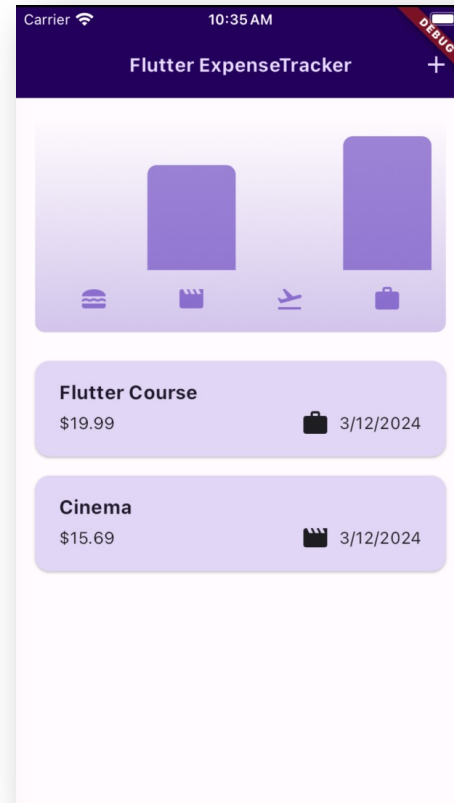 Carrier 10:35 AM
DEBUG
Flutter ExpenseTracker +
Flutter Course
$19.99 3/12/2024
Cinema
$15.69 3/12/2024